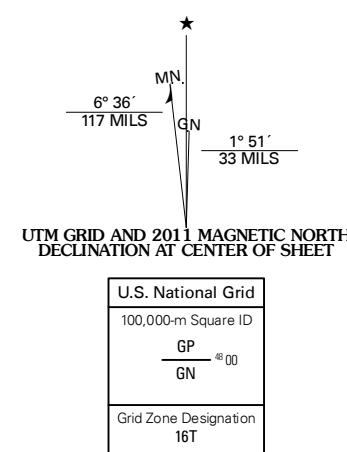 ★
MN.
6° 36´
117 MILS
GN
1° 51´
33 MILS
UTM GRID AND 2011 MAGNETIC NORTH
DECLINATION AT CENTER OF SHEET
U.S. National Grid
100,000-m Square ID
GP
48 00
GN
Grid Zone Designation
16T